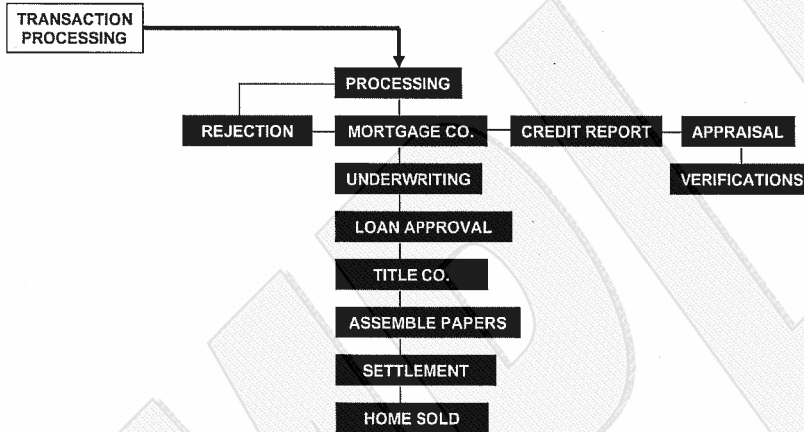 TRANSACTION
PROCESSING
PROCESSING
REJECTION
MORTGAGE CO.
CREDIT REPORT
APPRAISAL
UNDERWRITING
VERIFICATIONS
LOAN APPROVAL
TITLE CO.
ASSEMBLE PAPERS
SETTLEMENT
HOME SOLD